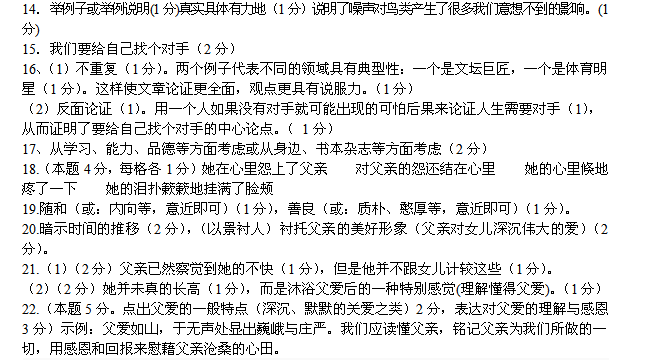 14．举例子或举例说明(1 分)真实具体有力地（1 分）说明了噪声对鸟类产生了很多我们意想不到的影响。(1
分)
15．我们要给自己找个对手（2 分）
16、（1）不重复（1 分）。两个例子代表不同的领域具有典型性：一个是文坛巨匠，一个是体育明
星（1 分）。这样使文章论证更全面，观点更具有说服力。（1 分）
（2）反面论证（1）。用一个人如果没有对手就可能出现的可怕后果来论证人生需要对手（1），
从而证明了要给自己找个对手的中心论点。（ 1 分）
17、从学习、能力、品德等方面考虑或从身边、书本杂志等方面考虑（2 分）
18.（本题 4 分，每格各 1 分）她在心里怨上了父亲　　对父亲的怨还结在心里　　她的心里倏地
疼了一下　　她的泪扑簌簌地挂满了脸颊
19.随和（或：内向等，意近即可）（1 分），善良（或：质朴、憨厚等，意近即可）（1 分）。
20.暗示时间的推移（2 分），（以景衬人）衬托父亲的美好形象（父亲对女儿深沉伟大的爱）（2
分）。
21.（1）（2 分）父亲已然察觉到她的不快（1 分），但是他并不跟女儿计较这些（1 分）。
（2）（2 分）她并未真的长高（1 分），而是沐浴父爱后的一种特别感觉(理解懂得父爱)。（1 分）
22.（本题 5 分。点出父爱的一般特点（深沉、默默的关爱之类）2 分，表达对父爱的理解与感恩
3 分）示例：父爱如山，于无声处显出巍峨与庄严。我们应读懂父亲，铭记父亲为我们所做的一
切，用感恩和回报来慰藉父亲沧桑的心田。